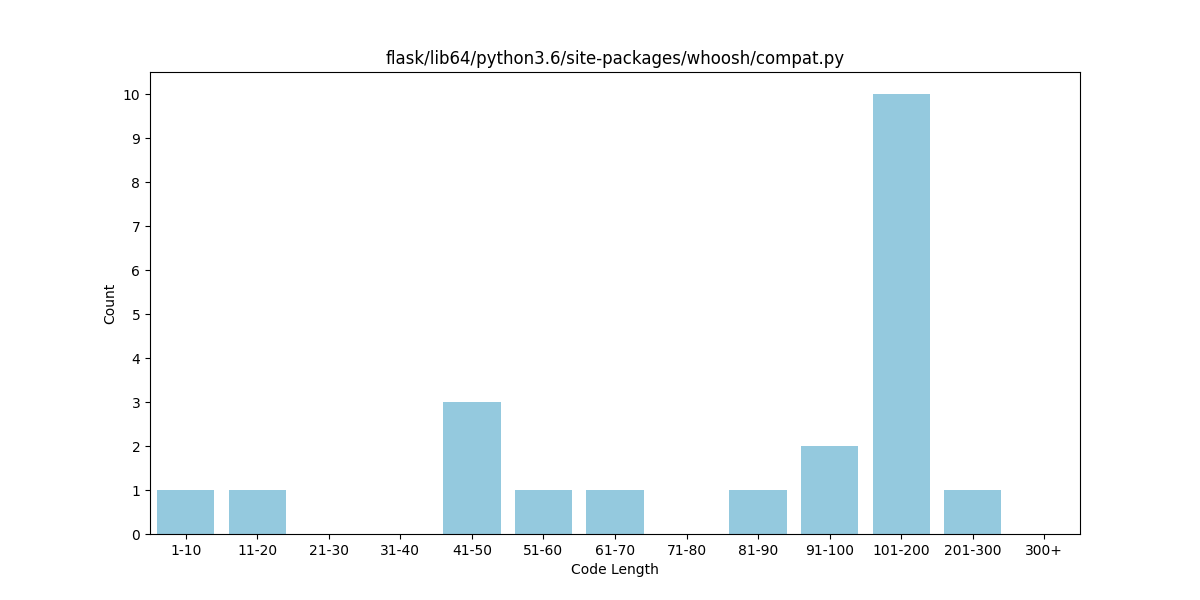 flask/lib64/python3.6/site-packages/whoosh/compat.py
10
9
8
7
6
5
4
3
2
1
0
Count
1-10 11-20 21-30 31-40 41-50 51-60 61-70 71-80 81-90 91-100 101-200 201-300 300+
Code Length